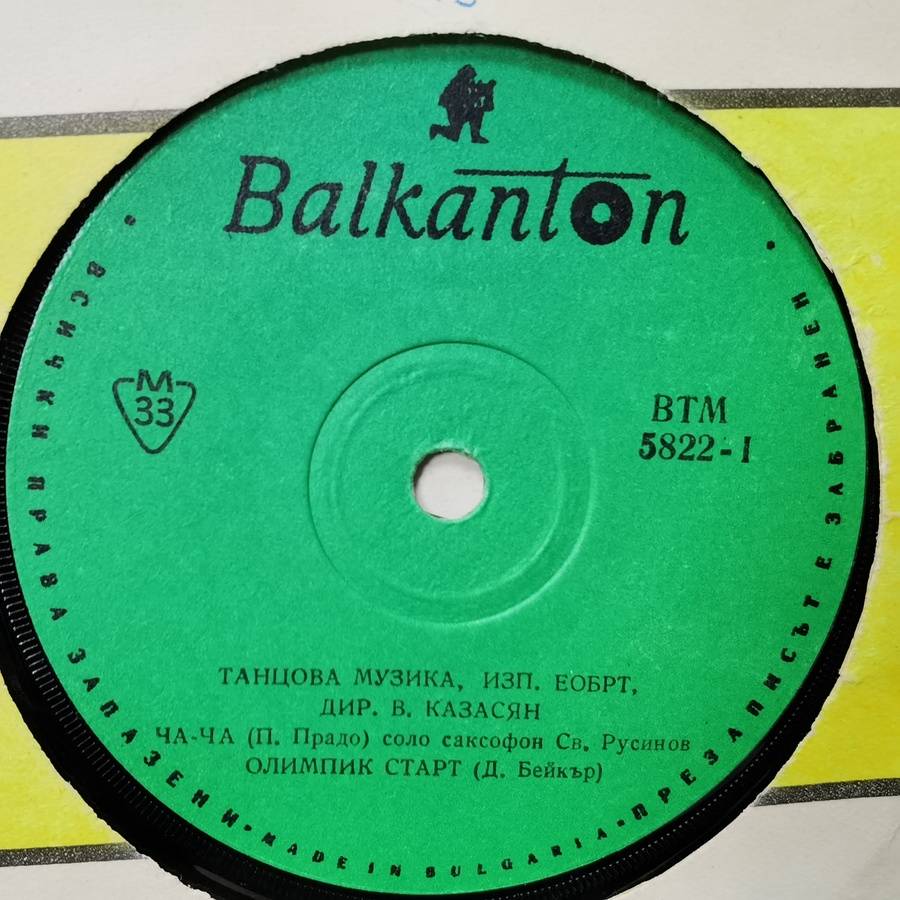 Balkanton
M
33
ВТМ
5822-I
ТАНЦОВА МУЗИКА, ИЗП. ЕОБРТ,
ДИР. В. КАЗАСЯН
ЧА-ЧА (П. Прадо) соло саксофон Св. Русинов
ОЛИМПИК СТАРТ (Д. Бейкър)
• ВСИЧКИ ПРАВА ЗАПАЗЕНИ • MADE IN BULGARIA • ПРЕЗАПИСЪТ Е ЗАБРАНЕН •